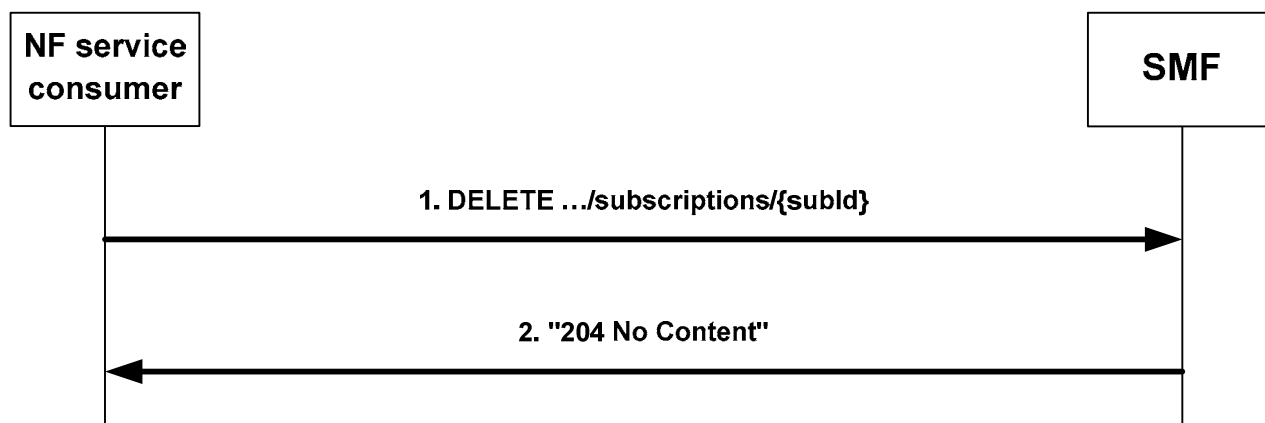 NF service
consumer
SMF
1. DELETE …/subscriptions/{subId}
2. "204 No Content"